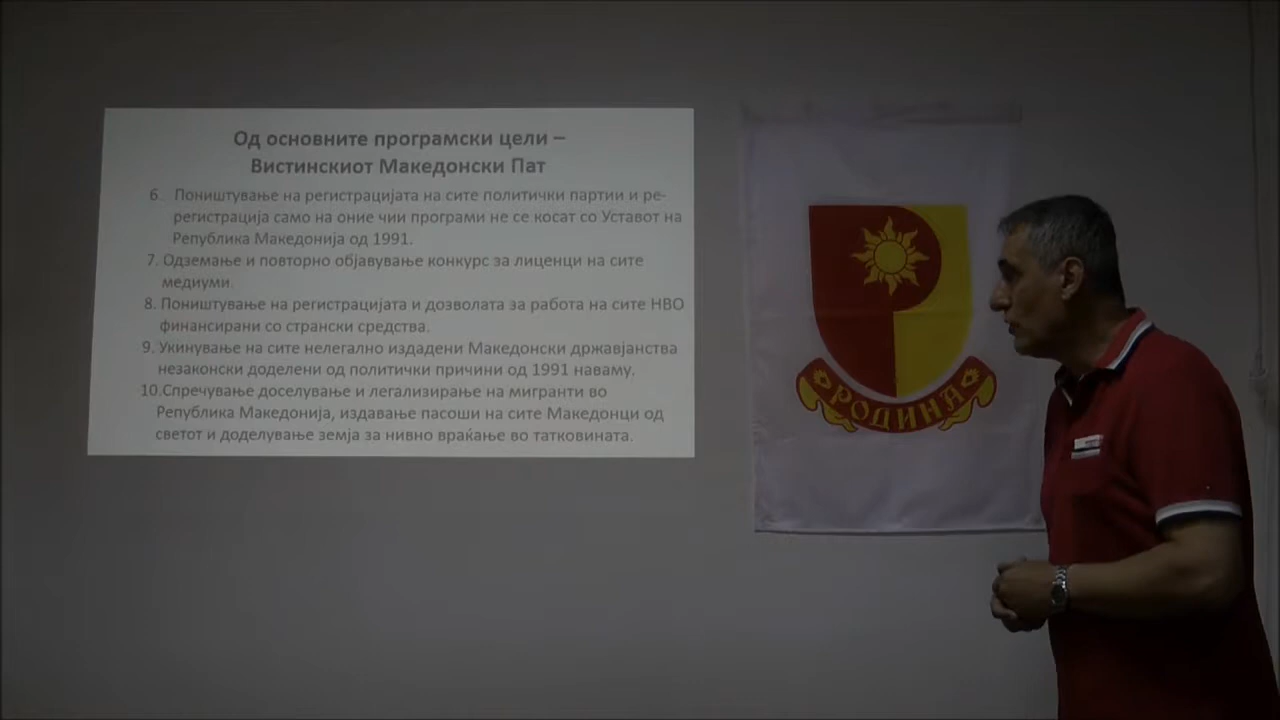 Од основните програмски цели –
Вистинскиот Македонски Пат
6. Поништување на регистрацијата на сите политички партии и ре-
регистрација само на оние чии програми не се косат со Уставот на
Република Македонија од 1991.
7. Одземање и повторно објавување конкурс за лиценци на сите
медиуми.
8. Поништување на регистрацијата и дозволата за работа на сите НВО
финансирани со странски средства.
9. Укинување на сите нелегално издадени Македонски државјанства
незаконски доделени од политички причини од 1991 наваму.
10.Спречување доселување и легализирање на мигранти во
Република Македонија, издавање пасоши на сите Македонци од
светот и доделување земја за нивно враќање во татковината.
РОДИНА